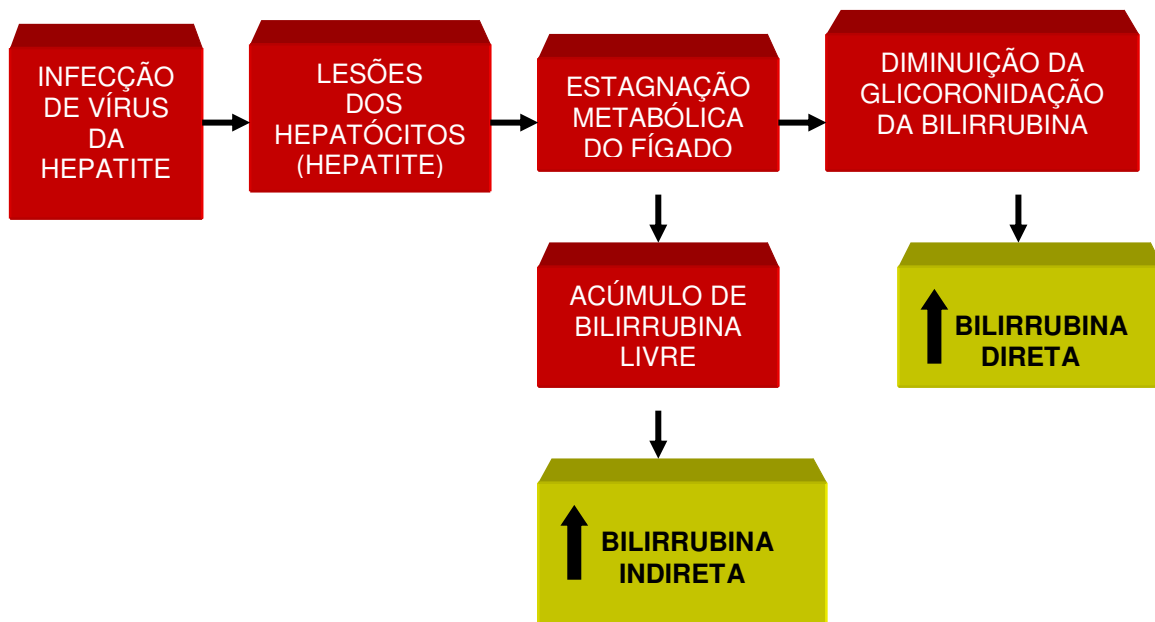 INFECÇÃO
DE VÍRUS
DA
HEPATITE
LESÕES
DOS
HEPATÓCITOS
(HEPATITE)
ESTAGNAÇÃO
METABÓLICA
DO FÍGADO
DIMINUIÇÃO DA
GLICORONIDAÇÃO
DA BILIRRUBINA
ACÚMULO DE
BILIRRUBINA
LIVRE
BILIRRUBINA
DIRETA
BILIRRUBINA
INDIRETA